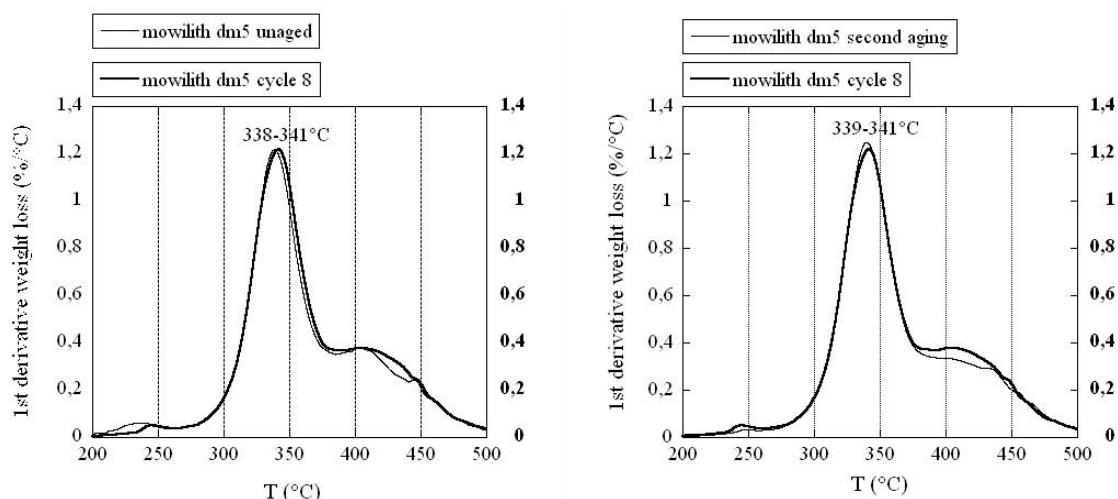 mowilith dm5 unaged
mowilith dm5 cycle 8
1st derivative weight loss (%/°C)
1,4 1,4
338-341°C
1,2 1,2
1 1
0,8 0,8
0,6 0,6
0,4 0,4
0,2 0,2
0 0
200 250 300 350 400 450 500
T (°C)
mowilith dm5 second aging
mowilith dm5 cycle 8
1st derivative weight loss (%/°C)
1,4 1,4
339-341°C
1,2 1,2
1 1
0,8 0,8
0,6 0,6
0,4 0,4
0,2 0,2
0 0
200 250 300 350 400 450 500
T (°C)